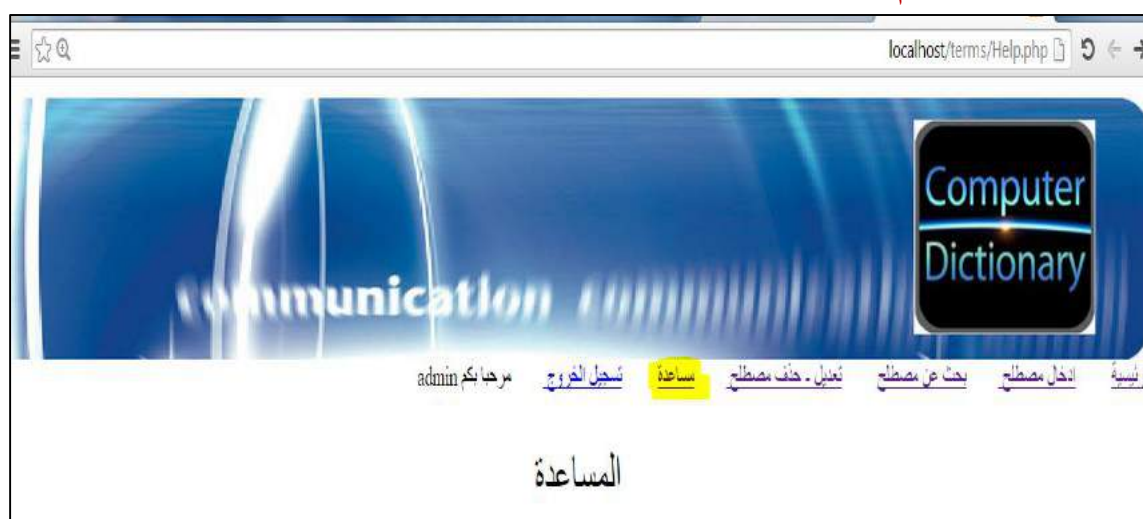 localhost/terms/Help.php
Computer
Dictionary
communication
ادخال مصطلح بحث عن مصطلح تعديل - حذف مصطلح مساعدة تسجيل الخروج مرحبا بكم admin
المساعدة